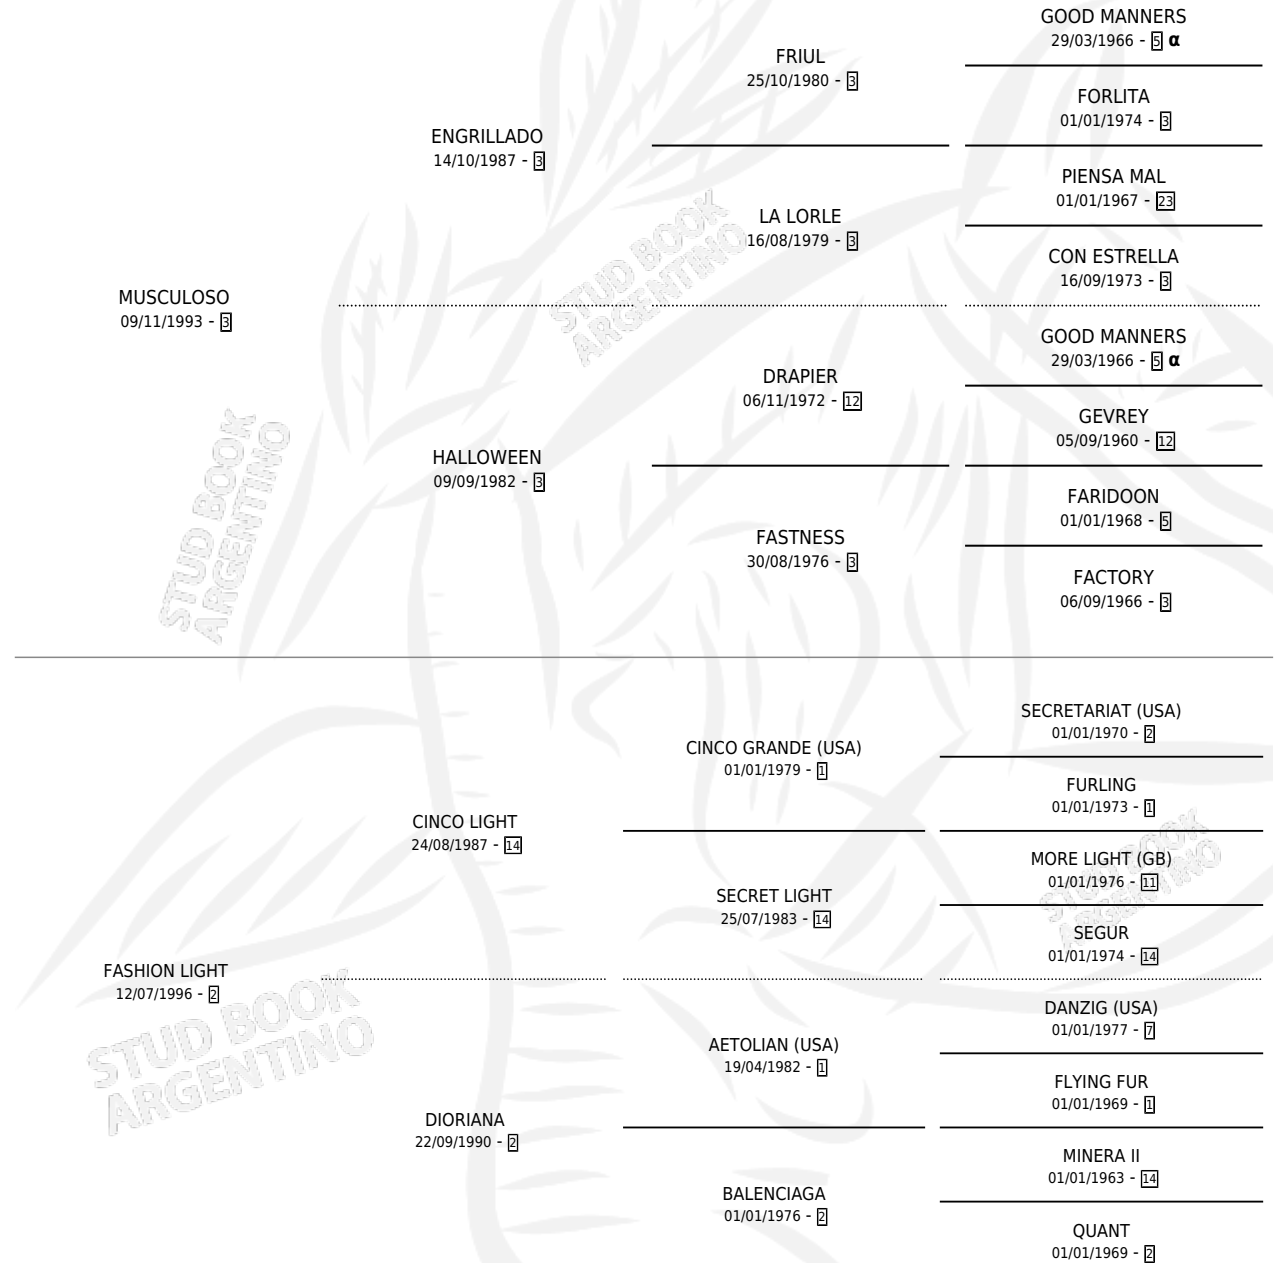 GOOD MANNERS
29/03/1966 - 5 α
FRIUL
25/10/1980 - 3
FORLITA
01/01/1974 - 3
ENGRILLADO
14/10/1987 - 3
PIENSA MAL
01/01/1967 - 23
LA LORLE
16/08/1979 - 3
CON ESTRELLA
16/09/1973 - 3
MUSCULOSO
09/11/1993 - 3
GOOD MANNERS
29/03/1966 - 5 α
DRAPIER
06/11/1972 - 12
GEVREY
05/09/1960 - 12
HALLOWEEN
09/09/1982 - 3
FARIDOON
01/01/1968 - 5
FASTNESS
30/08/1976 - 3
FACTORY
06/09/1966 - 3
SECRETARIAT (USA)
01/01/1970 - 2
CINCO GRANDE (USA)
01/01/1979 - 1
FURLING
01/01/1973 - 1
CINCO LIGHT
24/08/1987 - 14
MORE LIGHT (GB)
01/01/1976 - 11
SECRET LIGHT
25/07/1983 - 14
SEGUR
01/01/1974 - 14
FASHION LIGHT
12/07/1996 - 2
DANZIG (USA)
01/01/1977 - 7
AETOLIAN (USA)
19/04/1982 - 1
FLYING FUR
01/01/1969 - 1
DIORIANA
22/09/1990 - 2
MINERA II
01/01/1963 - 14
BALENCIAGA
01/01/1976 - 2
QUANT
01/01/1969 - 2
STUD BOOK
ARGENTINO
STUD BOOK
ARGENTINO
STUD BOOK
ARGENTINO
STUD BOOK
ARGENTINO